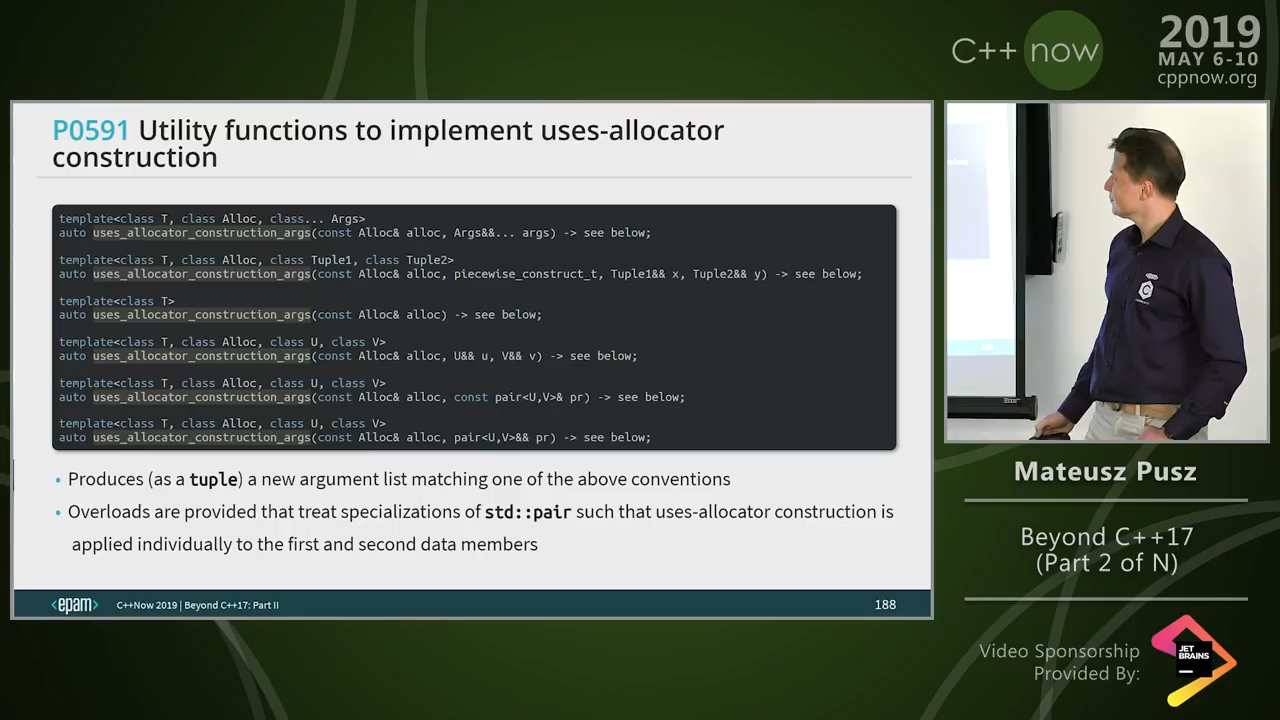 C++ now
2019
MAY 6-10
cppnow.org
P0591 Utility functions to implement uses-allocator
construction
template<class T, class Alloc, class... Args>
auto uses_allocator_construction_args(const Alloc& alloc, Args&&... args) -> see below;
template<class T, class Alloc, class Tuple1, class Tuple2>
auto uses_allocator_construction_args(const Alloc& alloc, piecewise_construct_t, Tuple1&& x, Tuple2&& y) -> see below;
template<class T>
auto uses_allocator_construction_args(const Alloc& alloc) -> see below;
template<class T, class Alloc, class U, class V>
auto uses_allocator_construction_args(const Alloc& alloc, U&& u, V&& v) -> see below;
template<class T, class Alloc, class U, class V>
auto uses_allocator_construction_args(const Alloc& alloc, const pair<U,V>& pr) -> see below;
template<class T, class Alloc, class U, class V>
auto uses_allocator_construction_args(const Alloc& alloc, pair<U,V>&& pr) -> see below;
• Produces (as a tuple) a new argument list matching one of the above conventions
• Overloads are provided that treat specializations of std::pair such that uses-allocator construction is
applied individually to the first and second data members
<epam> C++Now 2019 | Beyond C++17: Part II 188
Mateusz Pusz
Beyond C++17
(Part 2 of N)
Video Sponsorship
Provided By:
JET
BRAINS